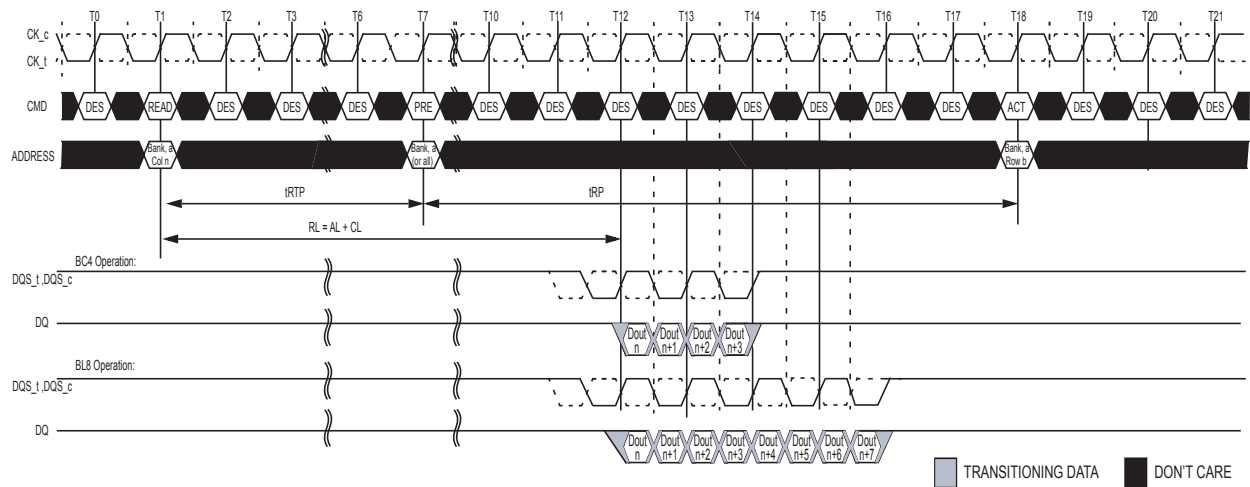 T0 T1 T2 T3 T6 T7 T10 T11 T12 T13 T14 T15 T16 T17 T18 T19 T20 T21
CK_c
CK_t
CMD DES READ DES DES DES PRE DES DES DES DES DES DES DES DES ACT DES DES DES
ADDRESS
Bank, a
Col n
Bank, a
(or all)
Bank, a
Row b
tRTP tRP
RL = AL + CL
BC4 Operation:
DQS_t ,DQS_c
DQ
Dout
n
Dout
n+1
Dout
n+2
Dout
n+3
BL8 Operation:
DQS_t ,DQS_c
DQ
Dout
n
Dout
n+1
Dout
n+2
Dout
n+3
Dout
n+4
Dout
n+5
Dout
n+6
Dout
n+7
TRANSITIONING DATA DON'T CARE